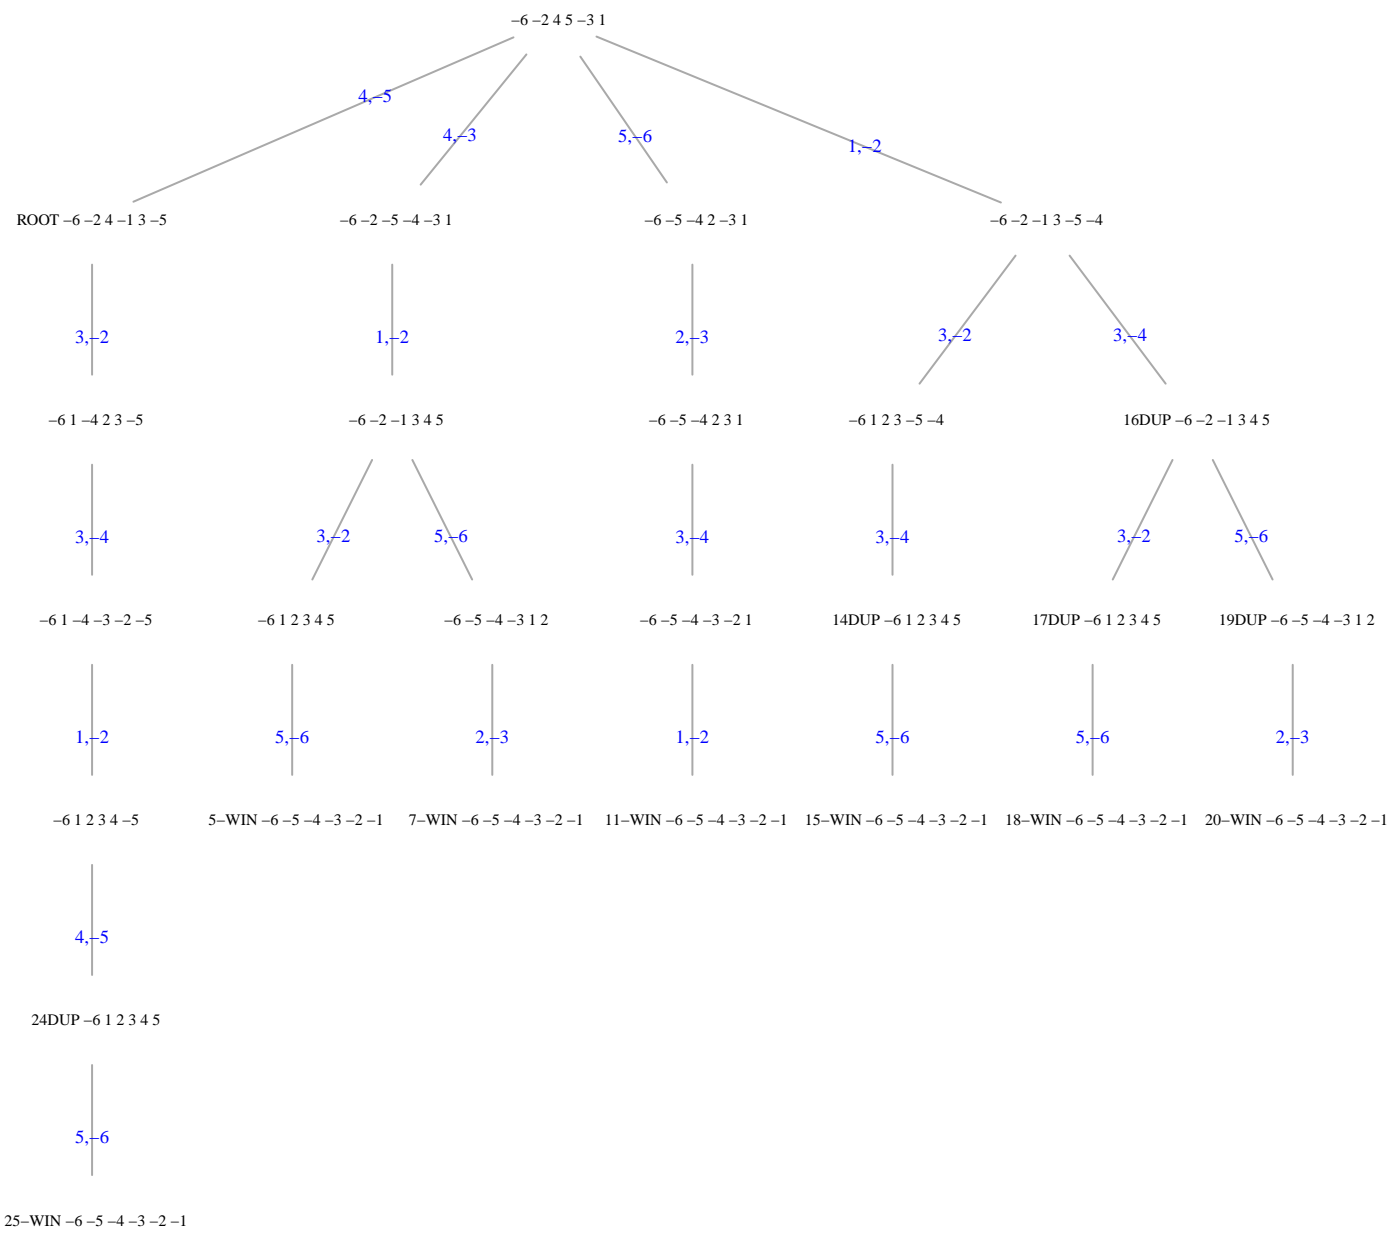 −6 −2 4 5 −3 1
4,−5
4,−3
5,−6
1,−2
ROOT −6 −2 4 −1 3 −5
−6 −2 −5 −4 −3 1
−6 −5 −4 2 −3 1
−6 −2 −1 3 −5 −4
3,−2
1,−2
2,−3
3,−2
3,−4
−6 1 −4 2 3 −5
−6 −2 −1 3 4 5
−6 −5 −4 2 3 1
−6 1 2 3 −5 −4
16DUP −6 −2 −1 3 4 5
3,−4
3,−2
5,−6
3,−4
3,−4
3,−2
5,−6
−6 1 −4 −3 −2 −5
−6 1 2 3 4 5
−6 −5 −4 −3 1 2
−6 −5 −4 −3 −2 1
14DUP −6 1 2 3 4 5
17DUP −6 1 2 3 4 5
19DUP −6 −5 −4 −3 1 2
1,−2
5,−6
2,−3
1,−2
5,−6
5,−6
2,−3
−6 1 2 3 4 −5
5−WIN −6 −5 −4 −3 −2 −1
7−WIN −6 −5 −4 −3 −2 −1
11−WIN −6 −5 −4 −3 −2 −1
15−WIN −6 −5 −4 −3 −2 −1
18−WIN −6 −5 −4 −3 −2 −1
20−WIN −6 −5 −4 −3 −2 −1
4,−5
24DUP −6 1 2 3 4 5
5,−6
25−WIN −6 −5 −4 −3 −2 −1